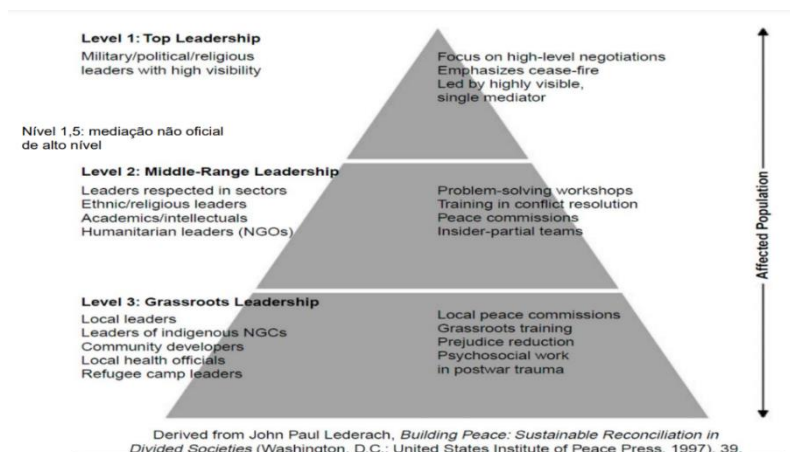 Level 1: Top Leadership
Military/political/religious
leaders with high visibility
Focus on high-level negotiations
Emphasizes cease-fire
Led by highly visible,
single mediator
Nível 1,5: mediação não oficial
de alto nível
Level 2: Middle-Range Leadership
Leaders respected in sectors
Ethnic/religious leaders
Academics/intellectuals
Humanitarian leaders (NGOs)
Problem-solving workshops
Training in conflict resolution
Peace commissions
Insider-partial teams
Level 3: Grassroots Leadership
Local leaders
Leaders of indigenous NGCs
Community developers
Local health officials
Refugee camp leaders
Local peace commissions
Grassroots training
Prejudice reduction
Psychosocial work
in postwar trauma
Affected Population
Derived from John Paul Lederach, Building Peace: Sustainable Reconciliation in
Divided Societies (Washington, D.C.: United States Institute of Peace Press, 1997), 39.